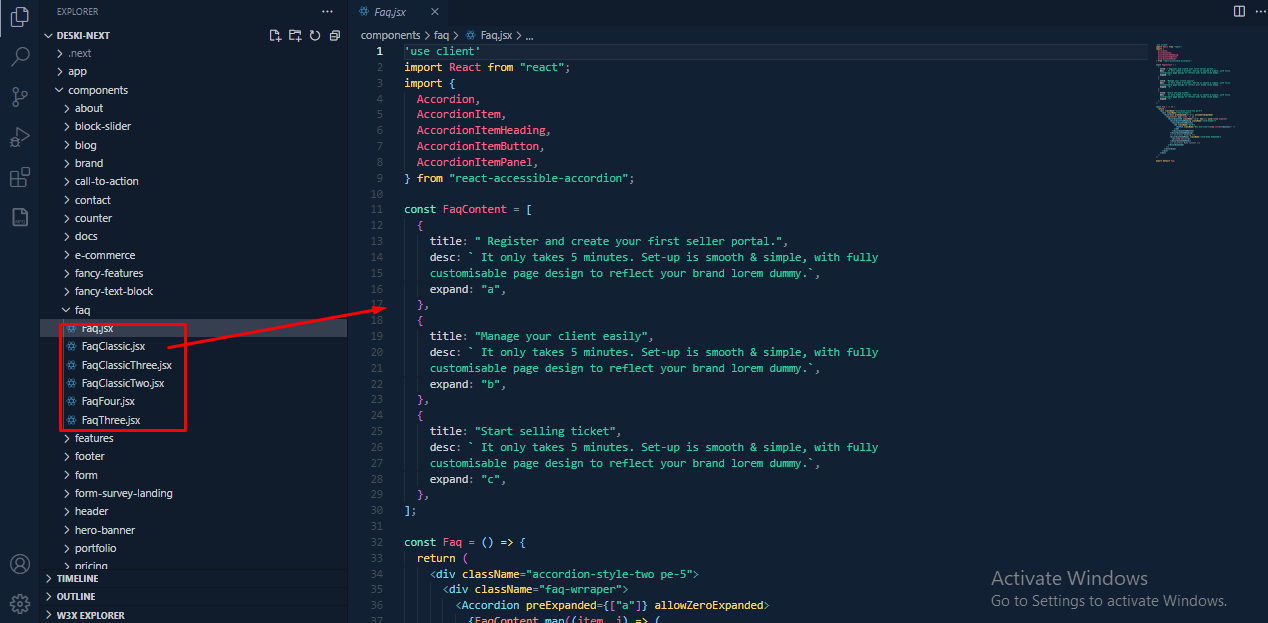 EXPLORER
DESKI-NEXT
.next
app
components
about
block-slider
blog
brand
call-to-action
contact
counter
docs
e-commerce
fancy-features
fancy-text-block
faq
Faq.jsx
FaqClassic.jsx
FaqClassicThree.jsx
FaqClassicTwo.jsx
FaqFour.jsx
FaqThree.jsx
features
footer
form
form-survey-landing
header
hero-banner
portfolio
pricing
TIMELINE
OUTLINE
W3X EXPLORER
Faq.jsx
components > faq > Faq.jsx > ...
1 'use client'
2 import React from "react";
3 import {
4 Accordion,
5 AccordionItem,
6 AccordionItemHeading,
7 AccordionItemButton,
8 AccordionItemPanel,
9 } from "react-accessible-accordion";
10
11 const FaqContent = [
12 {
13 title: " Register and create your first seller portal.",
14 desc: ` It only takes 5 minutes. Set-up is smooth & simple, with fully
15 customisable page design to reflect your brand lorem dummy.`,
16 expand: "a",
17 },
18 {
19 title: "Manage your client easily",
20 desc: ` It only takes 5 minutes. Set-up is smooth & simple, with fully
21 customisable page design to reflect your brand lorem dummy.`,
22 expand: "b",
23 },
24 {
25 title: "Start selling ticket",
26 desc: ` It only takes 5 minutes. Set-up is smooth & simple, with fully
27 customisable page design to reflect your brand lorem dummy.`,
28 expand: "c",
29 },
30 ];
31
32 const Faq = () => {
33 return (
34 <div className="accordion-style-two pe-5">
35 <div className="faq-wrraper">
36 <Accordion preExpanded={["a"]} allowZeroExpanded>
37 {FaqContent.map((item, i) => (
Activate Windows
Go to Settings to activate Windows.